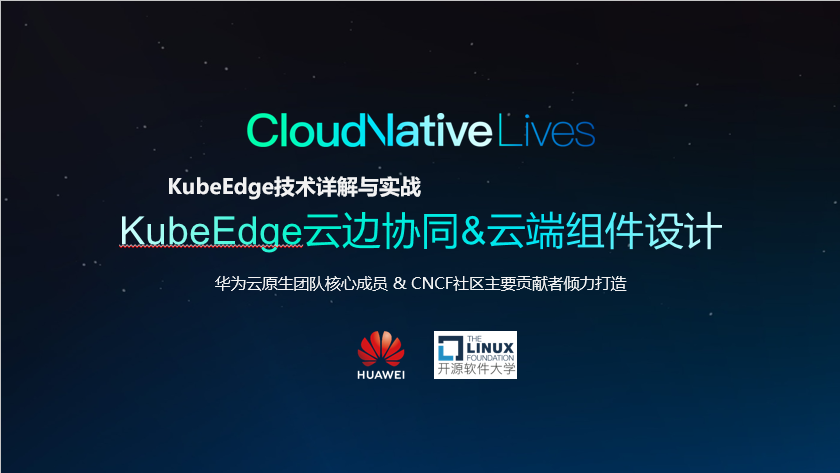 CloudNative Lives
KubeEdge技术详解与实战
KubeEdge云边协同&云端组件设计
华为云原生团队核心成员 & CNCF社区主要贡献者倾力打造
HUAWEI
THE
LINUX
FOUNDATION
开源软件大学